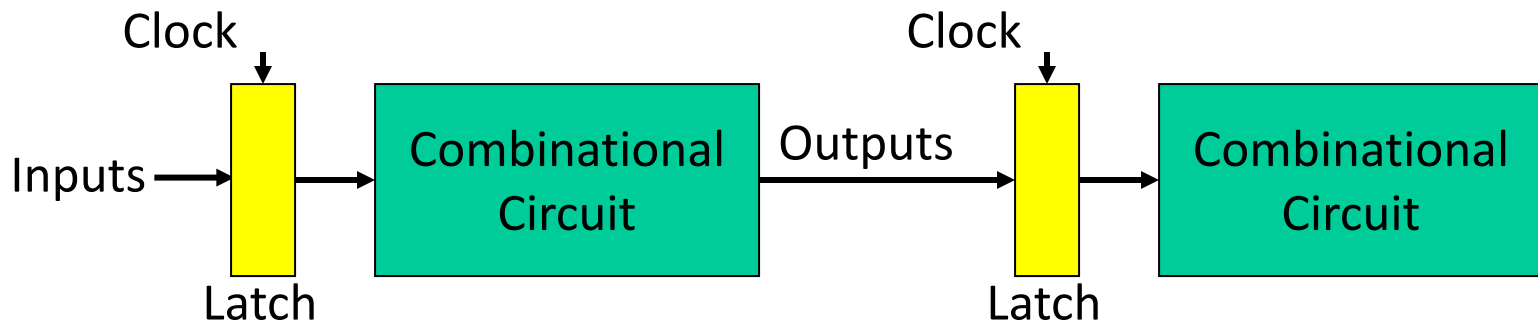 Clock
Clock
Inputs
Combinational
Circuit
Outputs
Combinational
Circuit
Latch
Latch